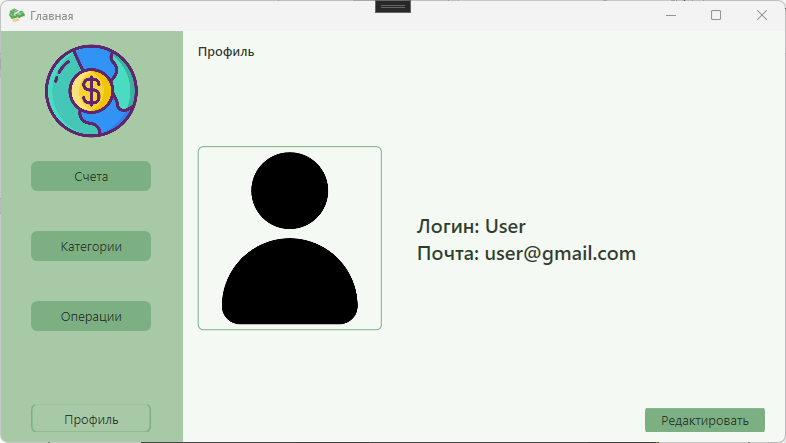 Главная
Профиль
$
Счета
Категории
Операции
Профиль
Логин: User
Почта: user@gmail.com
Редактировать